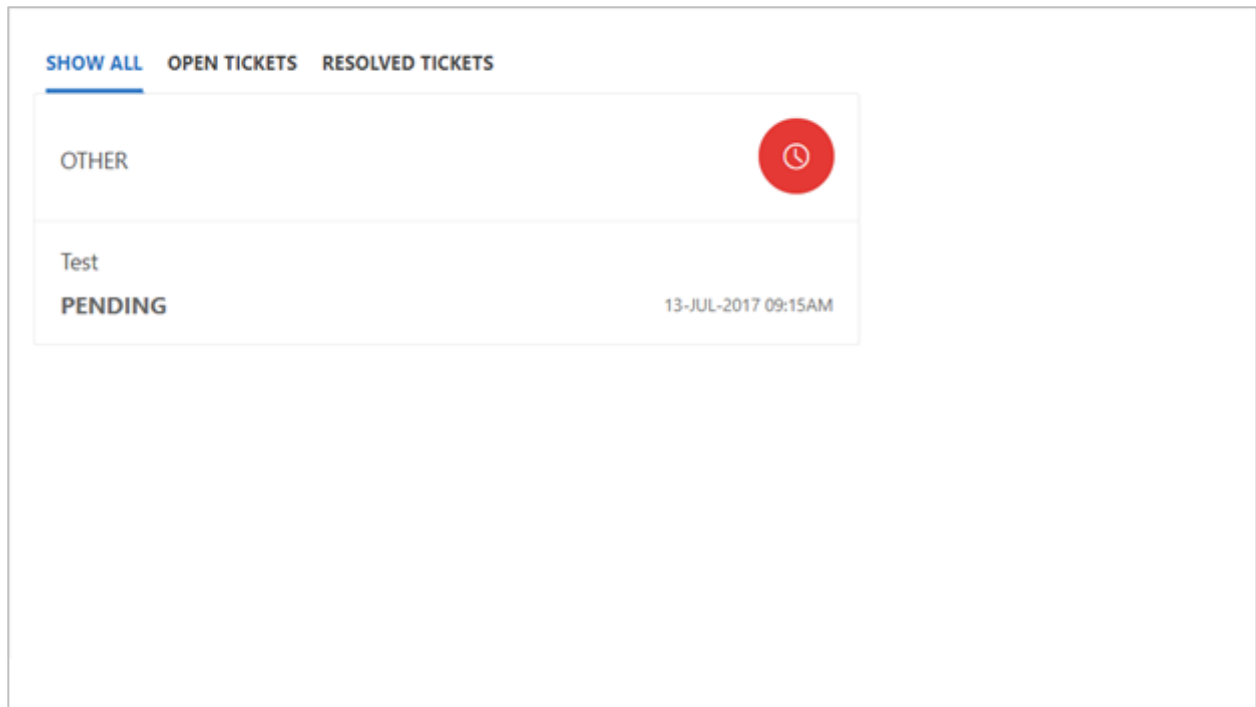 SHOW ALL OPEN TICKETS RESOLVED TICKETS
OTHER
Test
PENDING 13-JUL-2017 09:15AM